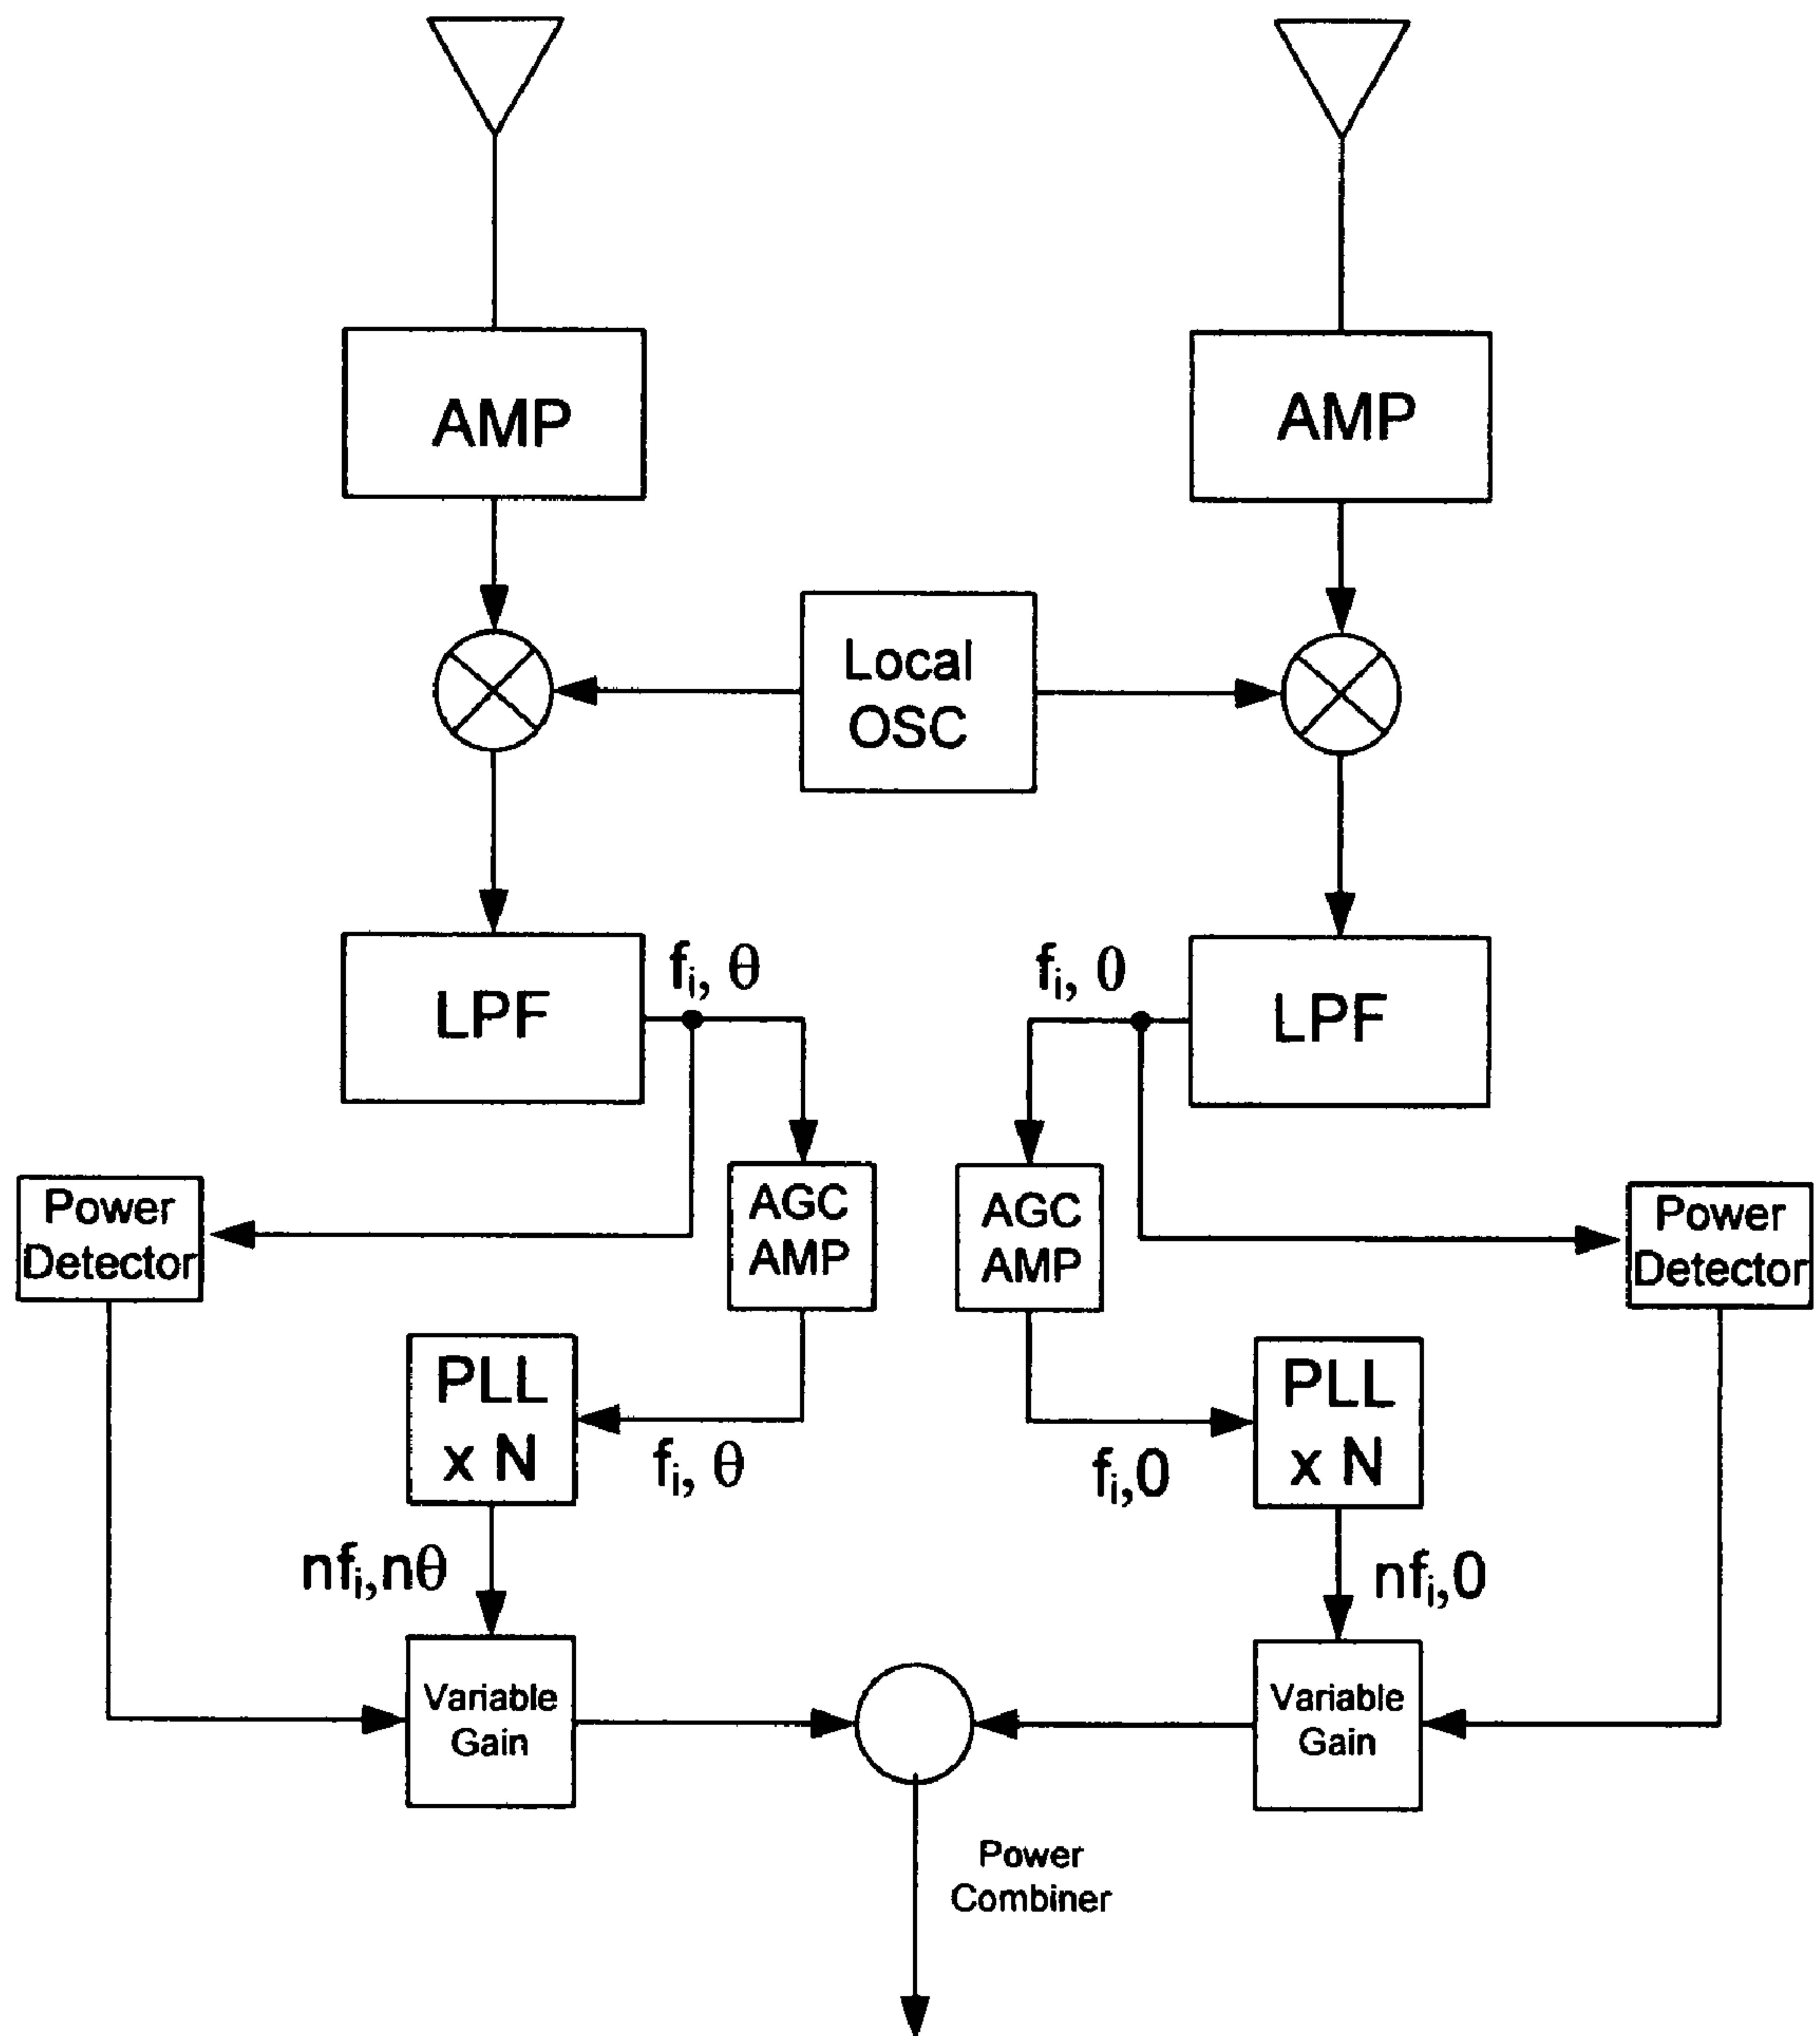 AMP
AMP
Local
OSC
fᵢ, θ
fᵢ, 0
LPF
LPF
Power
Detector
AGC
AMP
AGC
AMP
Power
Detector
PLL
x N
PLL
x N
fᵢ, θ
fᵢ,0
nfᵢ,nθ
nfᵢ,0
Variable
Gain
Variable
Gain
Power
Combiner